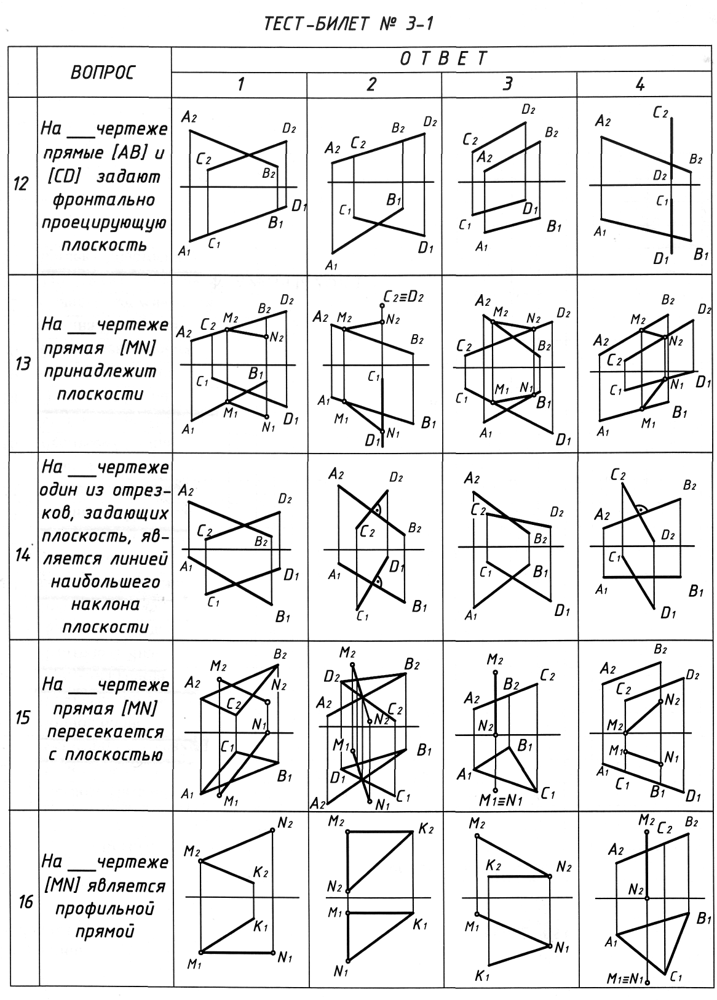 ТЕСТ-БИЛЕТ № 3-1
ВОПРОС
ОТВЕТ
1
2
3
4
12
На ___чертеже
прямые [AB] и
[CD] задают
фронтально
проецирующую
плоскость
A2
D2
C2
B2
D1
B1
A1
C1
D2
B2
C2
A2
B1
C1
D1
A1
D2
B2
C2
A2
D1
C1
B1
A1
C2
A2
B2
D2
C1
D1
B1
13
На ___чертеже
прямая [MN]
принадлежит
плоскости
D2
B2
M2
C2
A2
N2
B1
C1
M1
D1
N1
A1
C2≡D2
A2
M2
N2
B2
C1
A1
M1
B1
N1
D1
A2
M2
N2
D2
C2
B2
M1
N1
C1
B1
A1
D1
B2
M2
D2
A2
N2
C2
D1
C1
N1
B1
M1
A1
14
На ___чертеже
один из отрез-
ков, задающих
плоскость, яв-
ляется линией
наибольшего
наклона
плоскости
A2
D2
C2
B2
A1
D1
C1
B1
A2
D2
C2
B2
D1
A1
B1
C1
A2
C2
D2
B2
C1
B1
A1
D1
C2
B2
A2
D2
C1
A1
B1
D1
15
На ___чертеже
прямая [MN]
пересекается
с плоскостью
B2
M2
A2
N2
C2
N1
C1
B1
A1
M1
M2
B2
D2
A2
C2
N2
M1
B1
D1
C1
A2
N1
M2
C2
B2
A2
N2
B1
A1
M1≡N1
C1
B2
A2
D2
C2
N2
M2
M1
N1
A1
C1
B1
D1
16
На ___чертеже
[MN] является
профильной
прямой
N2
M2
K2
K1
M1
N1
M2
K2
N2
M1
K1
N1
M2
K2
N2
M1
N1
K1
M2
C2
B2
A2
N2
B1
A1
M1≡N1
C1